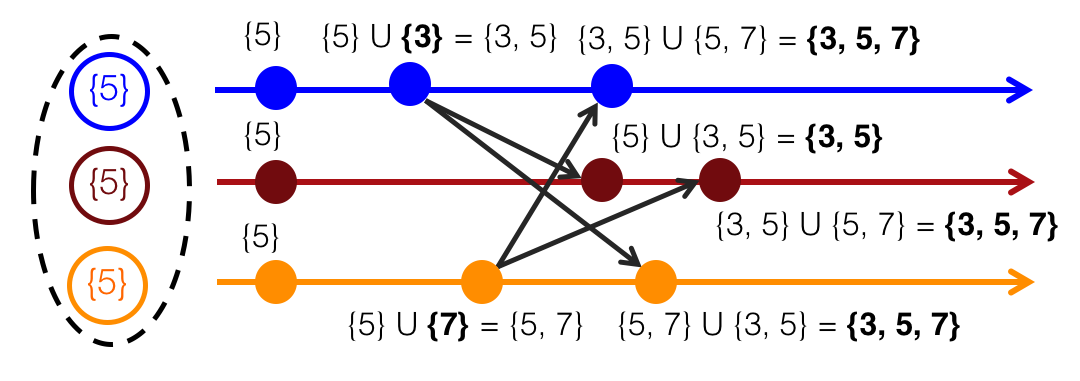 {5} {5} U {3} = {3, 5} {3, 5} U {5, 7} = {3, 5, 7}
{5}
{5} {5} U {3, 5} = {3, 5}
{5}
{3, 5} U {5, 7} = {3, 5, 7}
{5}
{5}
{5} U {7} = {5, 7} {5, 7} U {3, 5} = {3, 5, 7}